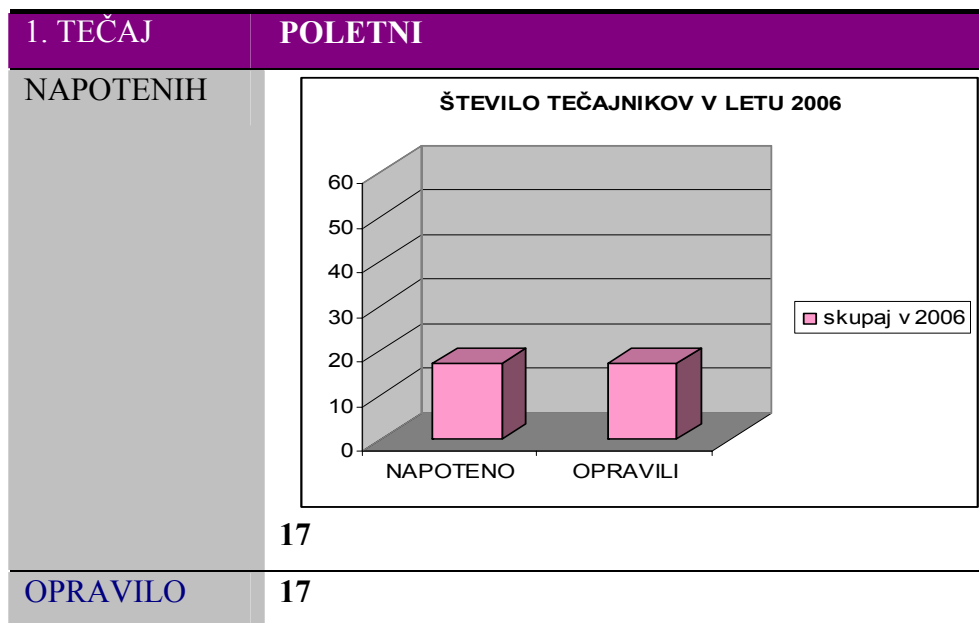 1. TEČAJ POLETNI
NAPOTENIH
ŠTEVILO TEČAJNIKOV V LETU 2006
60
50
40
30
20
10
0
NAPOTENO OPRAVILI
skupaj v 2006
17
OPRAVILO 17